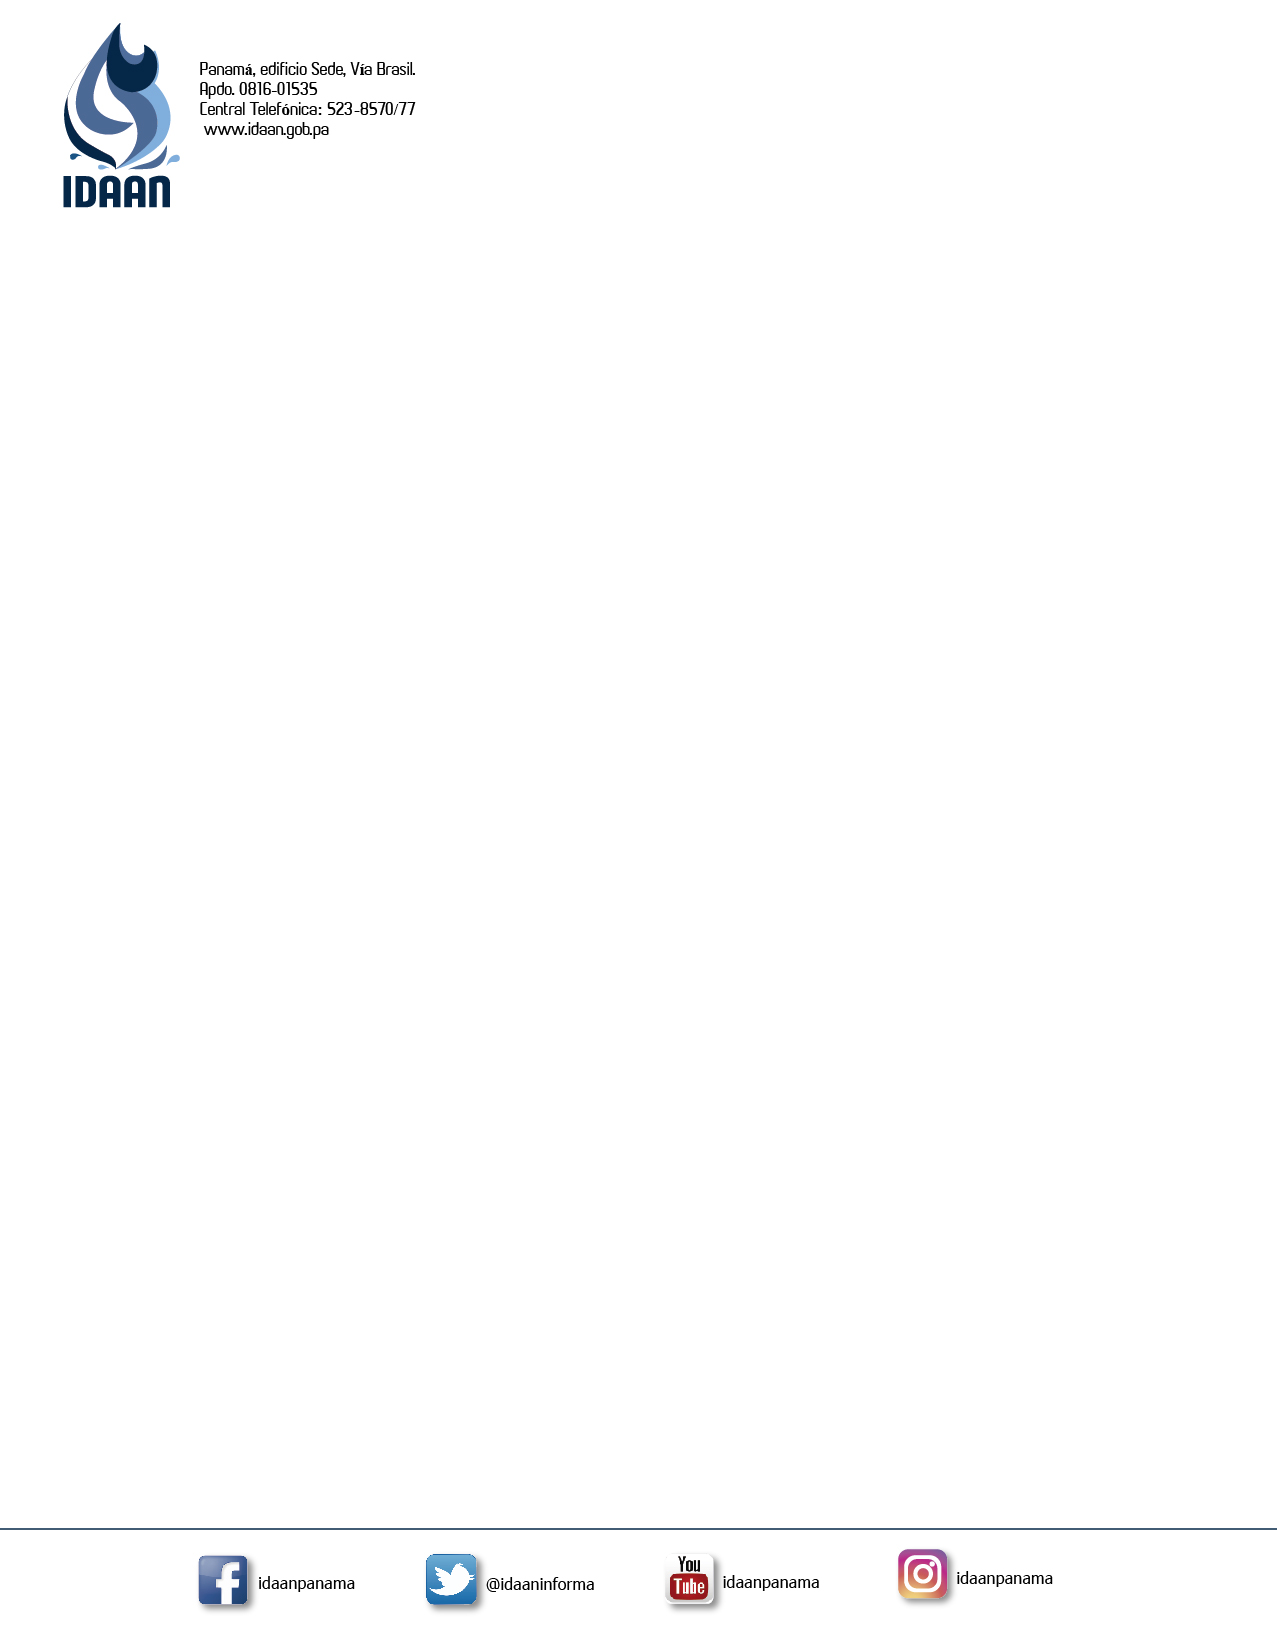 Panamá, edificio Sede, Vía Brasil.
Apdo. 0816-01535
Central Telefónica: 523-8570/77
www.idaan.gob.pa
IDAAN
idaanpanama
@idaaninforma
You
Tube
idaanpanama
idaanpanama